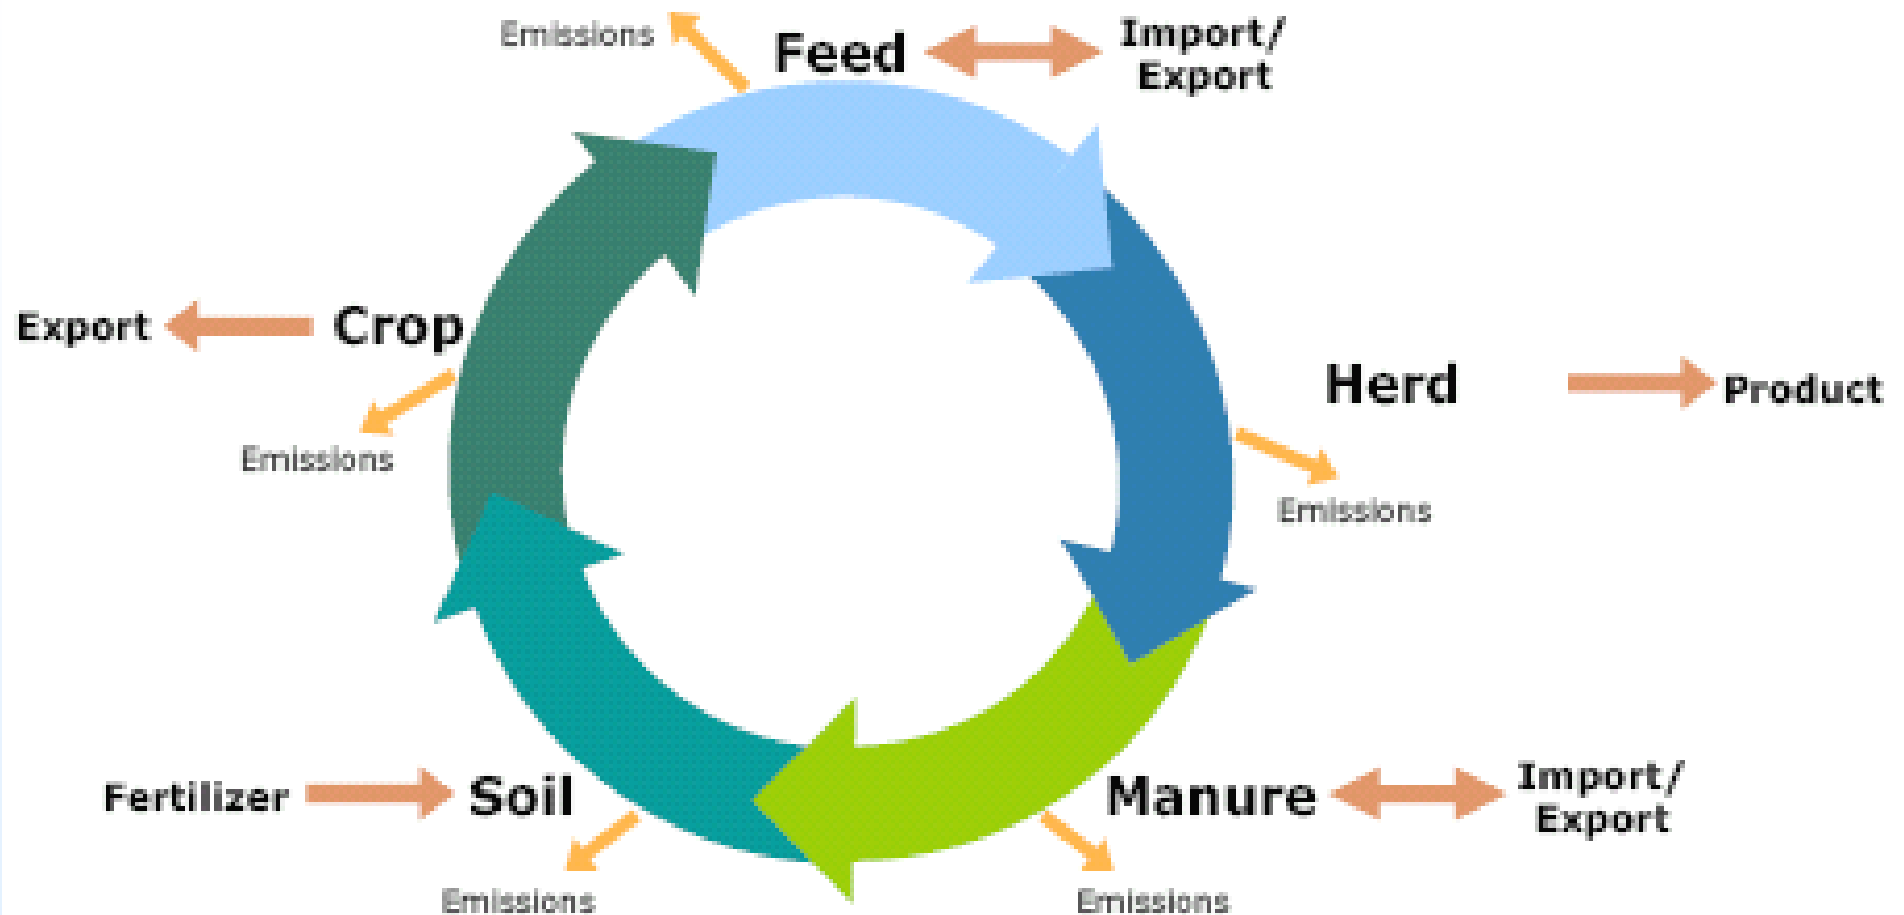 Emissions
Feed
Import/
Export
Export
Crop
Herd
Product
Emissions
Emissions
Fertilizer
Soil
Manure
Import/
Export
Emissions
Emissions